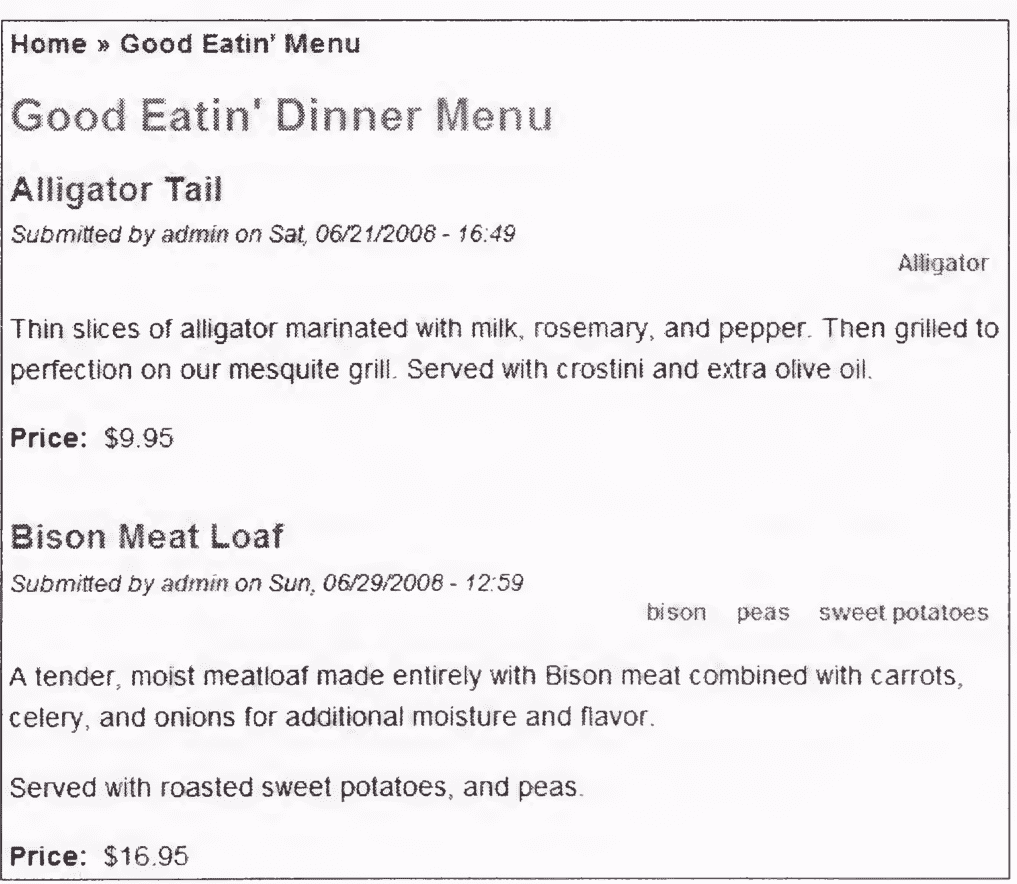 Home » Good Eatin' Menu
Good Eatin' Dinner Menu
Alligator Tail
Submitted by admin on Sat, 06/21/2008 - 16:49
Alligator
Thin slices of alligator marinated with milk, rosemary, and pepper. Then grilled to
perfection on our mesquite grill. Served with crostini and extra olive oil.
Price: $9.95
Bison Meat Loaf
Submitted by admin on Sun, 06/29/2008 - 12:59
bison peas sweet potatoes
A tender, moist meatloaf made entirely with Bison meat combined with carrots,
celery, and onions for additional moisture and flavor.
Served with roasted sweet potatoes, and peas.
Price: $16.95